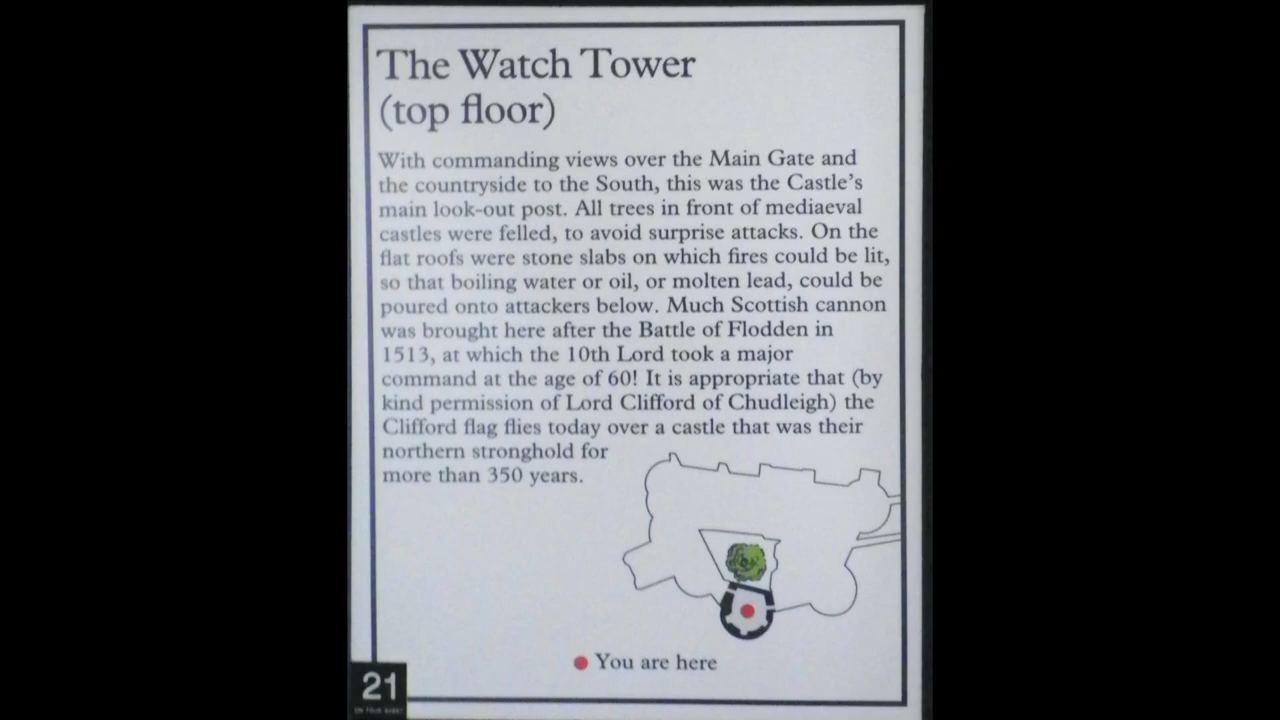 The Watch Tower
(top floor)
With commanding views over the Main Gate and
the countryside to the South, this was the Castle's
main look-out post. All trees in front of mediaeval
castles were felled, to avoid surprise attacks. On the
flat roofs were stone slabs on which fires could be lit,
so that boiling water or oil, or molten lead, could be
poured onto attackers below. Much Scottish cannon
was brought here after the Battle of Flodden in
1513, at which the 10th Lord took a major
command at the age of 60! It is appropriate that (by
kind permission of Lord Clifford of Chudleigh) the
Clifford flag flies today over a castle that was their
northern stronghold for
more than 350 years.
You are here
21